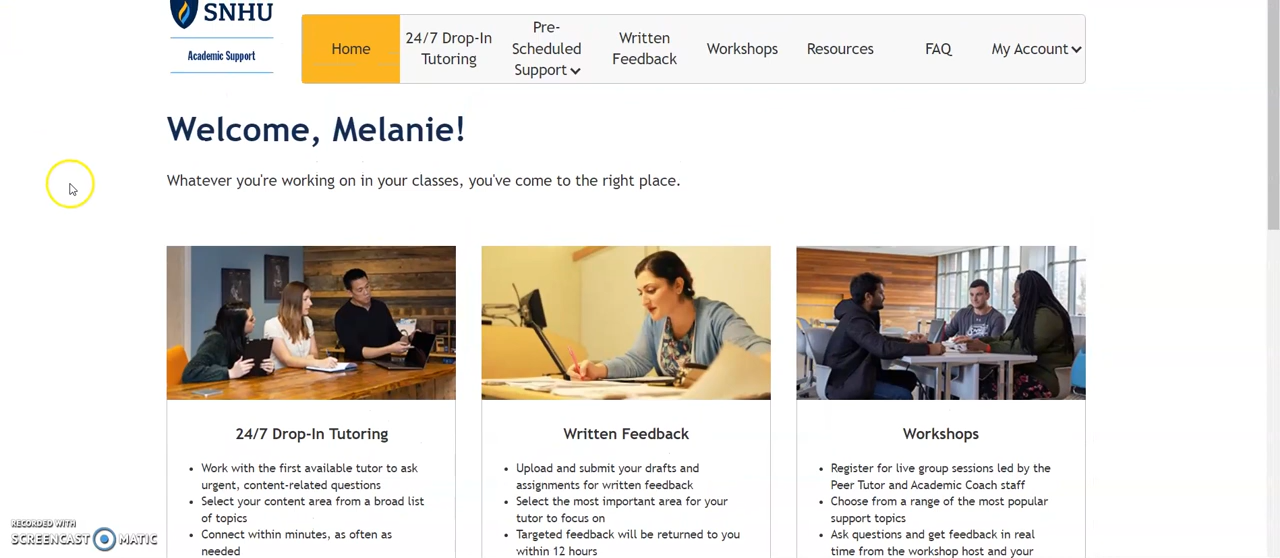 SNHU
Academic Support
Home
24/7 Drop-In
Tutoring
Pre-
Scheduled
Support
Written
Feedback
Workshops
Resources
FAQ
My Account
Welcome, Melanie!
Whatever you're working on in your classes, you've come to the right place.
24/7 Drop-In Tutoring
• Work with the first available tutor to ask
urgent, content-related questions
• Select your content area from a broad list
of topics
• Connect within minutes, as often as
needed
Written Feedback
• Upload and submit your drafts and
assignments for written feedback
• Select the most important area for your
tutor to focus on
• Targeted feedback will be returned to you
within 12 hours
Workshops
• Register for live group sessions led by the
Peer Tutor and Academic Coach staff
• Choose from a range of the most popular
support topics
• Ask questions and get feedback in real
time from the workshop host and your
RECORDED WITH
SCREENCAST MATIC